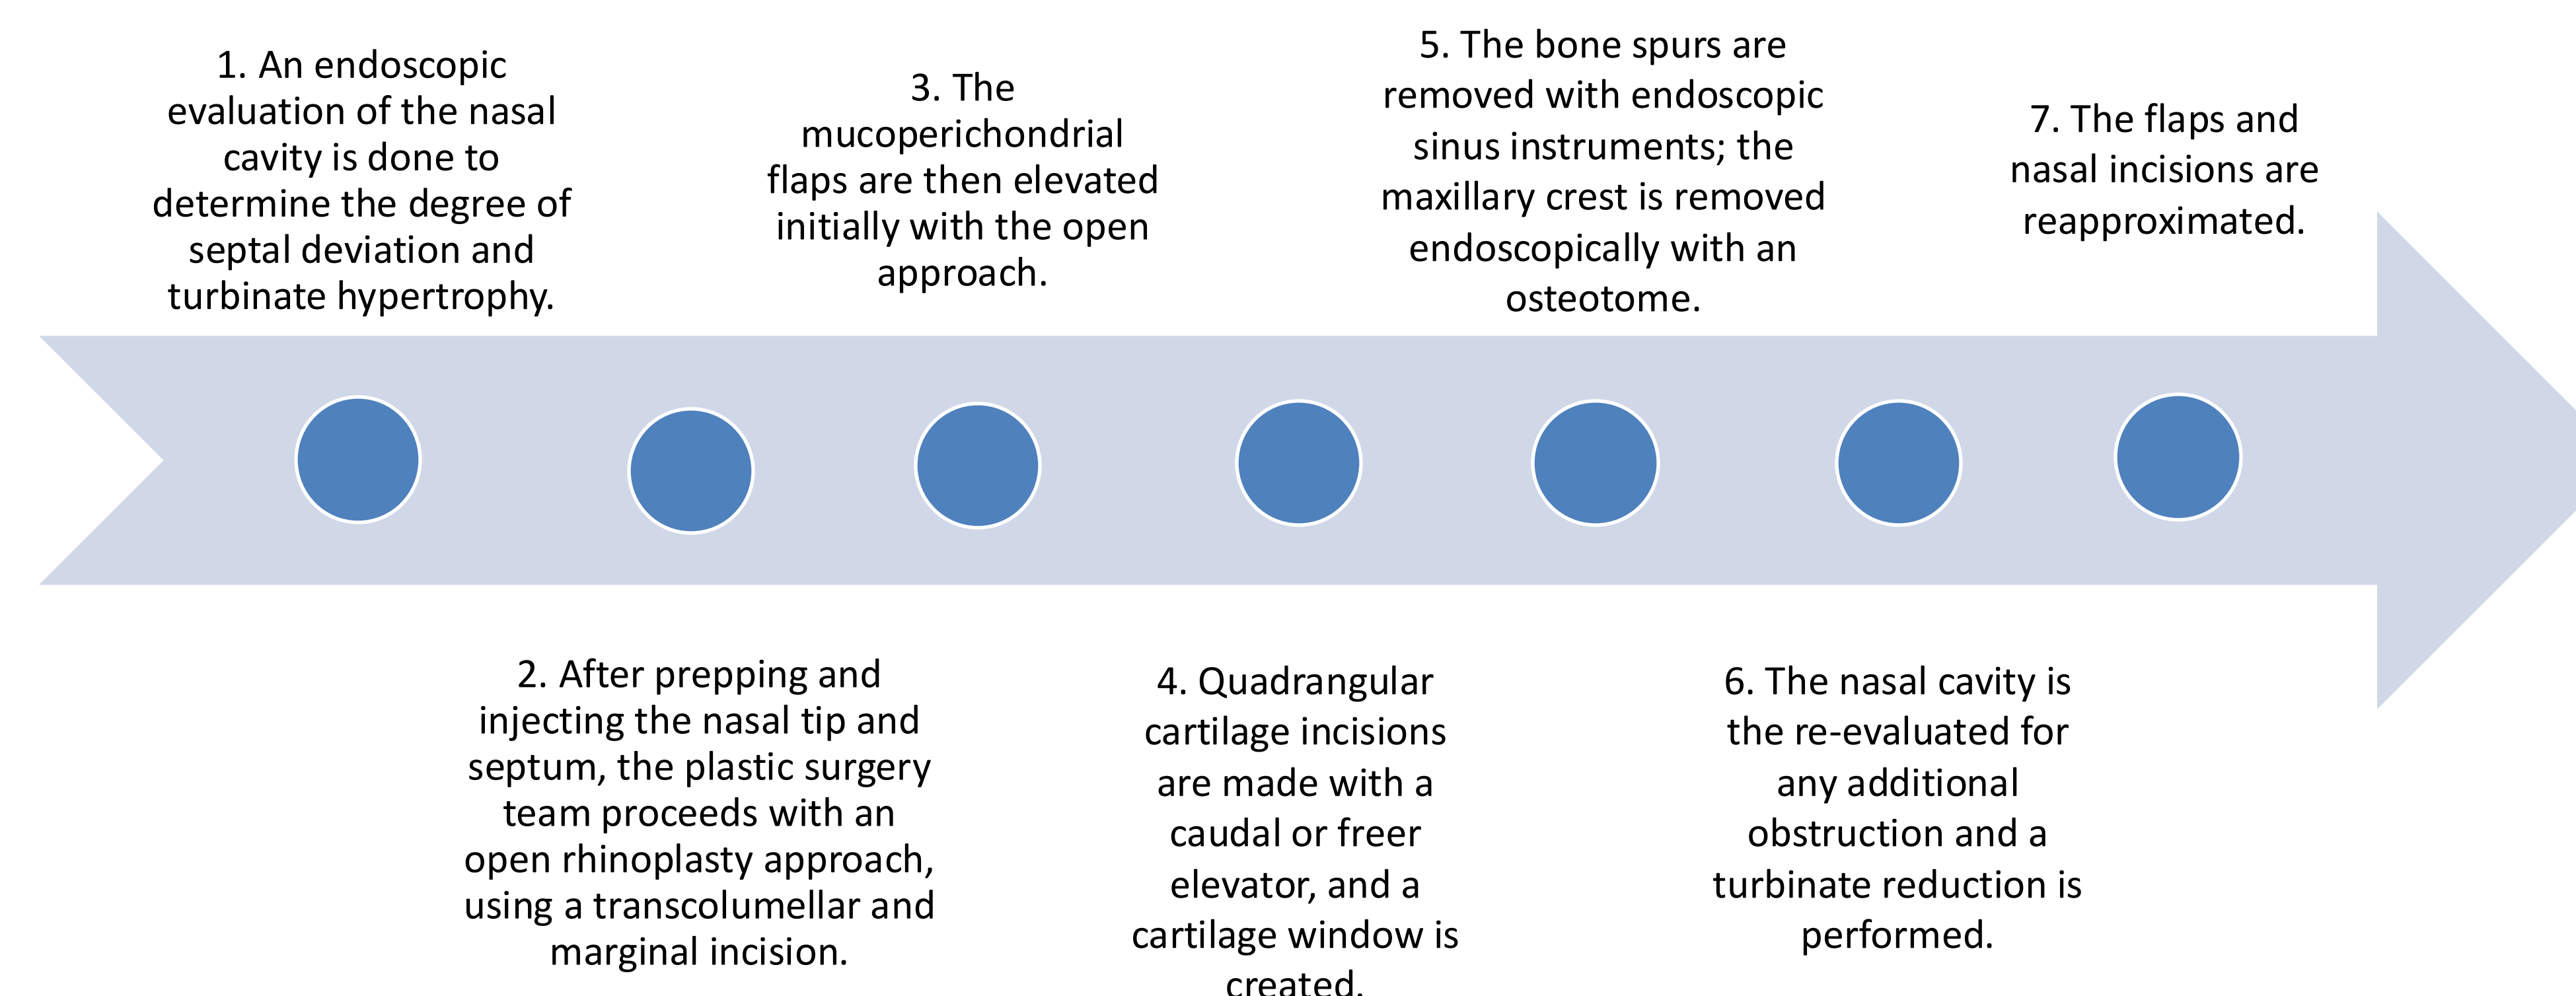 1. An endoscopic
evaluation of the nasal
cavity is done to
determine the degree of
septal deviation and
turbinate hypertrophy.
2. After prepping and
injecting the nasal tip and
septum, the plastic surgery
team proceeds with an
open rhinoplasty approach,
using a transcolumellar and
marginal incision.
3. The
mucoperichondrial
flaps are then elevated
initially with the open
approach.
4. Quadrangular
cartilage incisions
are made with a
caudal or freer
elevator, and a
cartilage window is
created.
5. The bone spurs are
removed with endoscopic
sinus instruments; the
maxillary crest is removed
endoscopically with an
osteotome.
6. The nasal cavity is
the re-evaluated for
any additional
obstruction and a
turbinate reduction is
performed.
7. The flaps and
nasal incisions are
reapproximated.